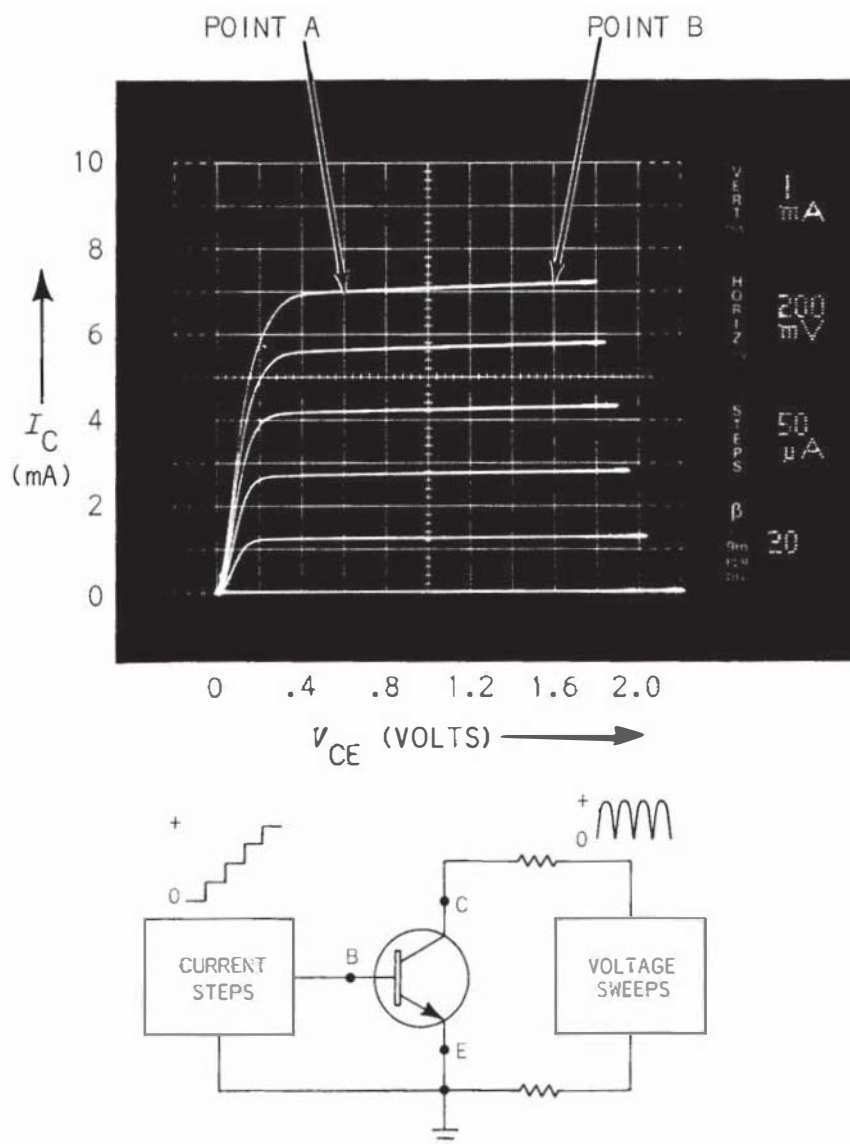 POINT A
POINT B
10
8
6
4
2
0
I_C
(mA)
VERT
1
mA
HORIZ
200
mV
STEPS
50
µA
β
20
0
.4
.8
1.2
1.6
2.0
V_CE (VOLTS)
+
0
CURRENT
STEPS
B
C
E
+
0
VOLTAGE
SWEEPS